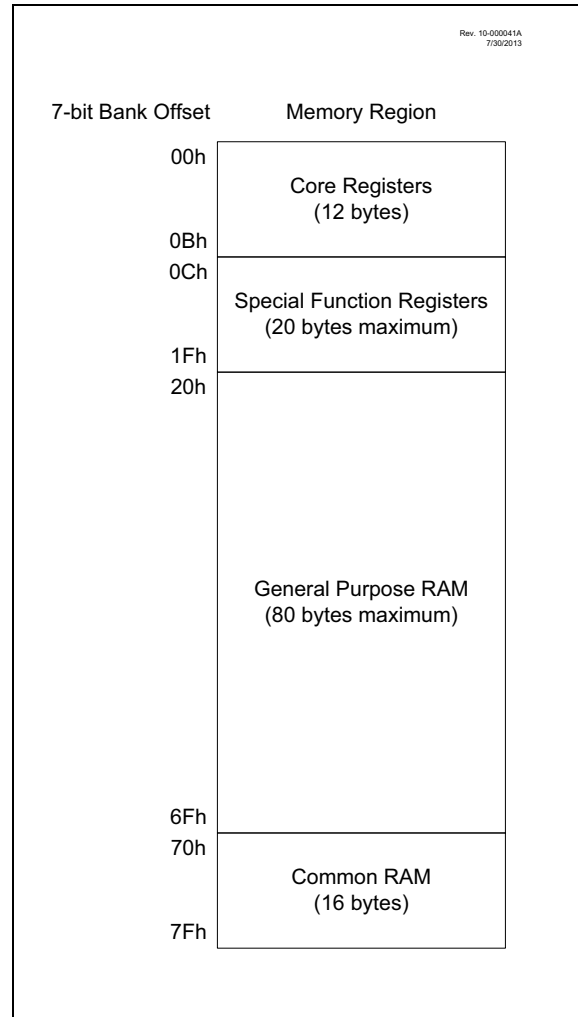 Rev. 10-000041A
7/30/2013
7-bit Bank Offset
Memory Region
00h
Core Registers
(12 bytes)
0Bh
0Ch
Special Function Registers
(20 bytes maximum)
1Fh
20h
General Purpose RAM
(80 bytes maximum)
6Fh
70h
Common RAM
(16 bytes)
7Fh